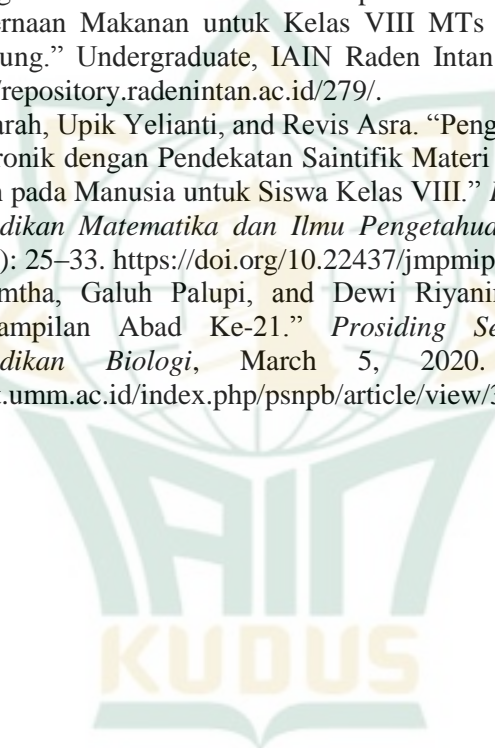 ernaan Makanan untuk Kelas VIII MTs
ung.” Undergraduate, IAIN Raden Intan
/repository.radenintan.ac.id/279/.
arah, Upik Yelianti, and Revis Asra. “Peng
ronik dengan Pendekatan Saintifik Materi
n pada Manusia untuk Siswa Kelas VIII.”
dikan Matematika dan Ilmu Pengetahua
): 25–33. https://doi.org/10.22437/jmpmip
mtha, Galuh Palupi, and Dewi Riyanin
ampilan Abad Ke-21.” Prosiding Se
dikan Biologi, March 5, 2020.
t.umm.ac.id/index.php/psnpb/article/view/3
IAIN
KUDUS